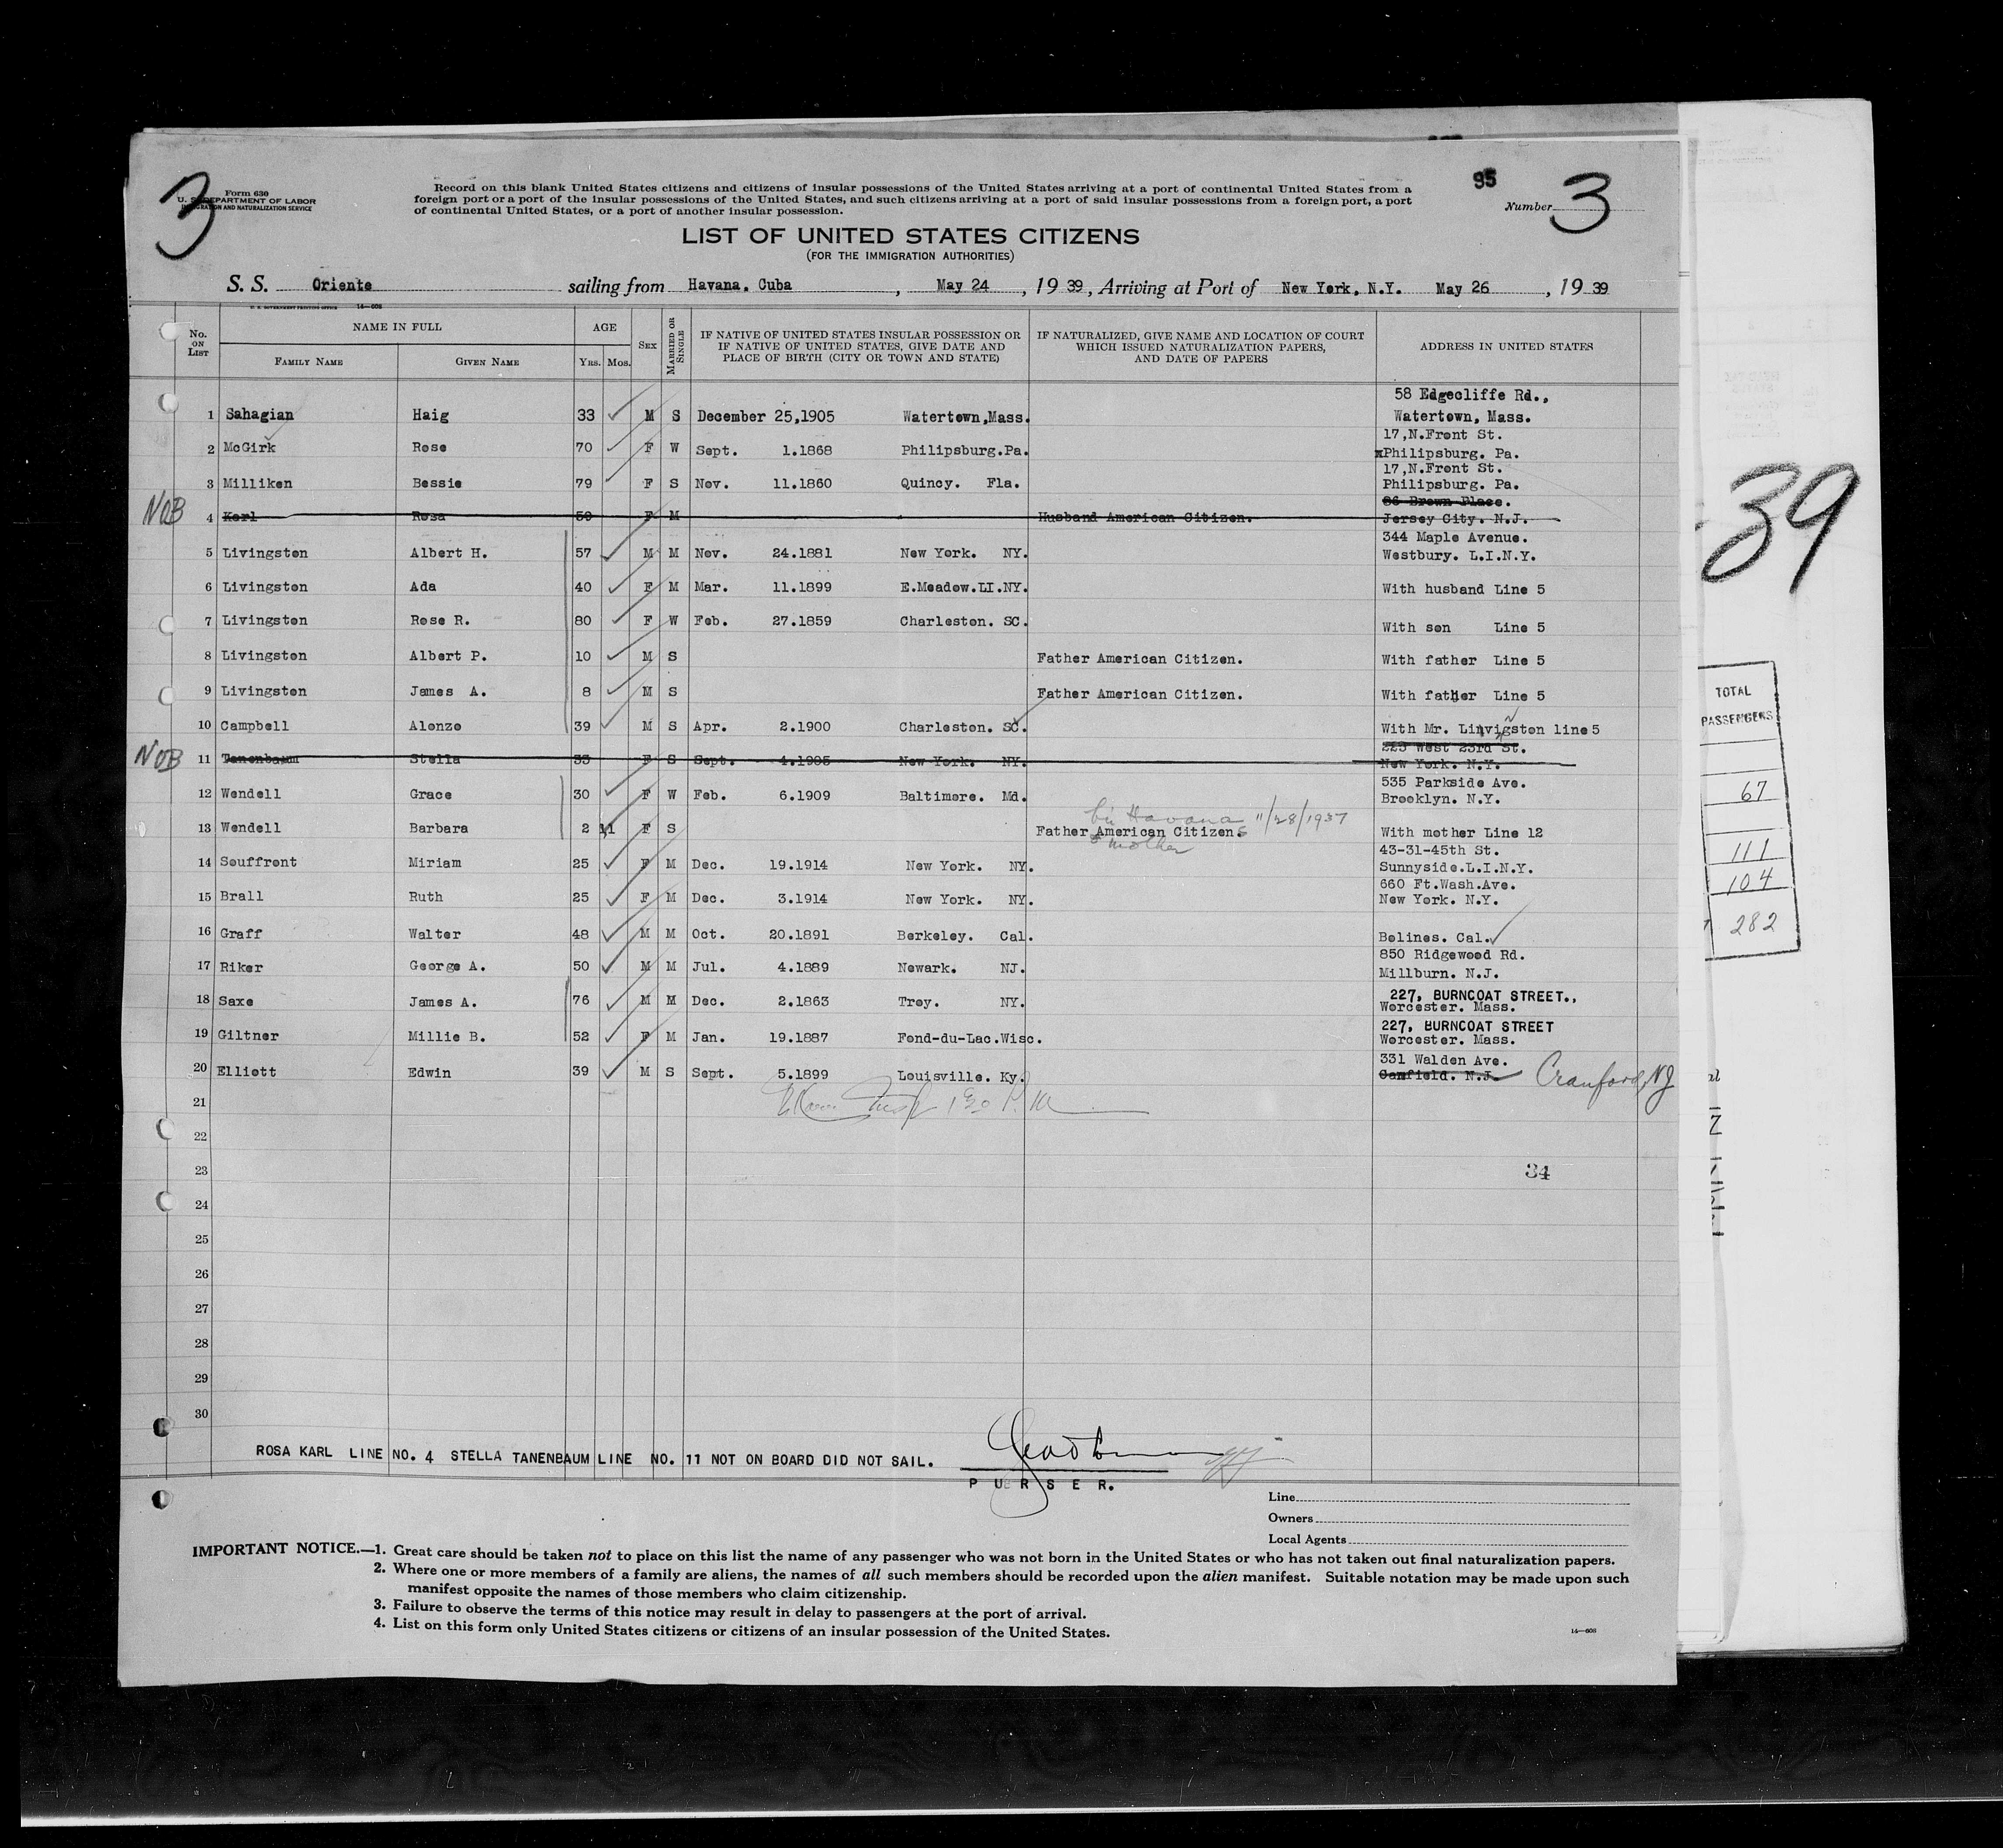 3
Form 630
U. S. DEPARTMENT OF LABOR
IMMIGRATION AND NATURALIZATION SERVICE
Record on this blank United States citizens and citizens of insular possessions of the United States arriving at a port of continental United States from a
foreign port or a port of the insular possessions of the United States, and such citizens arriving at a port of said insular possessions from a foreign port, a port
of continental United States, or a port of another insular possession.
95
Number 3
LIST OF UNITED STATES CITIZENS
(FOR THE IMMIGRATION AUTHORITIES)
S. S. Oriente sailing from Havana, Cuba, May 24, 19 39, Arriving at Port of New York, N.Y. May 26, 19 39
U. S. GOVERNMENT PRINTING OFFICE 14—608
No. ON LIST NAME IN FULL FAMILY NAME GIVEN NAME AGE YRS. MOS. SEX MARRIED OR SINGLE
IF NATIVE OF UNITED STATES INSULAR POSSESSION OR
IF NATIVE OF UNITED STATES, GIVE DATE AND
PLACE OF BIRTH (CITY OR TOWN AND STATE)
IF NATURALIZED, GIVE NAME AND LOCATION OF COURT
WHICH ISSUED NATURALIZATION PAPERS,
AND DATE OF PAPERS
ADDRESS IN UNITED STATES
58 Edgecliffe Rd.,
1 Sahagian Haig 33 M S December 25,1905 Watertown,Mass. Watertown, Mass.
17,N.Front St.
2 McGirk Rose 70 F W Sept. 1.1868 Philipsburg.Pa. xPhilipsburg. Pa.
17,N.Front St.
3 Milliken Bessie 79 F S Nov. 11.1860 Quincy. Fla. Philipsburg. Pa.
86 Brown Place.
NOB 4 Karl Rosa 50 F M Husband American Citizen. Jersey City. N.J.
344 Maple Avenue.
5 Livingston Albert H. 57 M M Nov. 24.1881 New York. NY. Westbury. L.I.N.Y.
6 Livingston Ada 40 F M Mar. 11.1899 E.Meadow.LI.NY. With husband Line 5
7 Livingston Rose R. 80 F W Feb. 27.1859 Charleston. SC. With son Line 5
8 Livingston Albert P. 10 M S Father American Citizen. With father Line 5
9 Livingston James A. 8 M S Father American Citizen. With father Line 5
10 Campbell Alonzo 39 M S Apr. 2.1900 Charleston. SC. With Mr. Linvigston line 5
223 West 23rd St.
NOB 11 Tanenbaum Stella 33 F S Sept. 4.1905 New York. NY. New York. N.Y.
535 Parkside Ave.
12 Wendell Grace 30 F W Feb. 6.1909 Baltimore. Md. Brooklyn. N.Y.
Havana 11/28/1937
13 Wendell Barbara 2 11 F S Father American Citizens With mother Line 12
& mother
43-31-45th St.
14 Souffront Miriam 25 F M Dec. 19.1914 New York. NY. Sunnyside.L.I.N.Y.
660 Ft.Wash.Ave.
15 Brall Ruth 25 F M Dec. 3.1914 New York. NY. New York. N.Y.
16 Graff Walter 48 M M Oct. 20.1891 Berkeley. Cal. Bolines. Cal.
850 Ridgewood Rd.
17 Riker George A. 50 M M Jul. 4.1889 Newark. NJ. Millburn. N.J.
227, BURNCOAT STREET.,
18 Saxe James A. 76 M M Dec. 2.1863 Troy. NY. Worcester. Mass.
227, BURNCOAT STREET
19 Giltner Millie B. 52 F M Jan. 19.1887 Fond-du-Lac.Wisc. Worcester. Mass.
331 Walden Ave.
20 Elliott Edwin 39 M S Sept. 5.1899 Louisville. Ky. Camfield. N.J. Cranford, NJ
21
22
23 34
24
25
26
27
28
29
30
ROSA KARL LINE NO. 4 STELLA TANENBAUM LINE NO. 11 NOT ON BOARD DID NOT SAIL.
PURSER.
Line
Owners
Local Agents
IMPORTANT NOTICE.—1. Great care should be taken not to place on this list the name of any passenger who was not born in the United States or who has not taken out final naturalization papers.
2. Where one or more members of a family are aliens, the names of all such members should be recorded upon the alien manifest. Suitable notation may be made upon such
manifest opposite the names of those members who claim citizenship.
3. Failure to observe the terms of this notice may result in delay to passengers at the port of arrival.
4. List on this form only United States citizens or citizens of an insular possession of the United States.
14—608
39
TOTAL
PASSENGERS
67
111
104
282